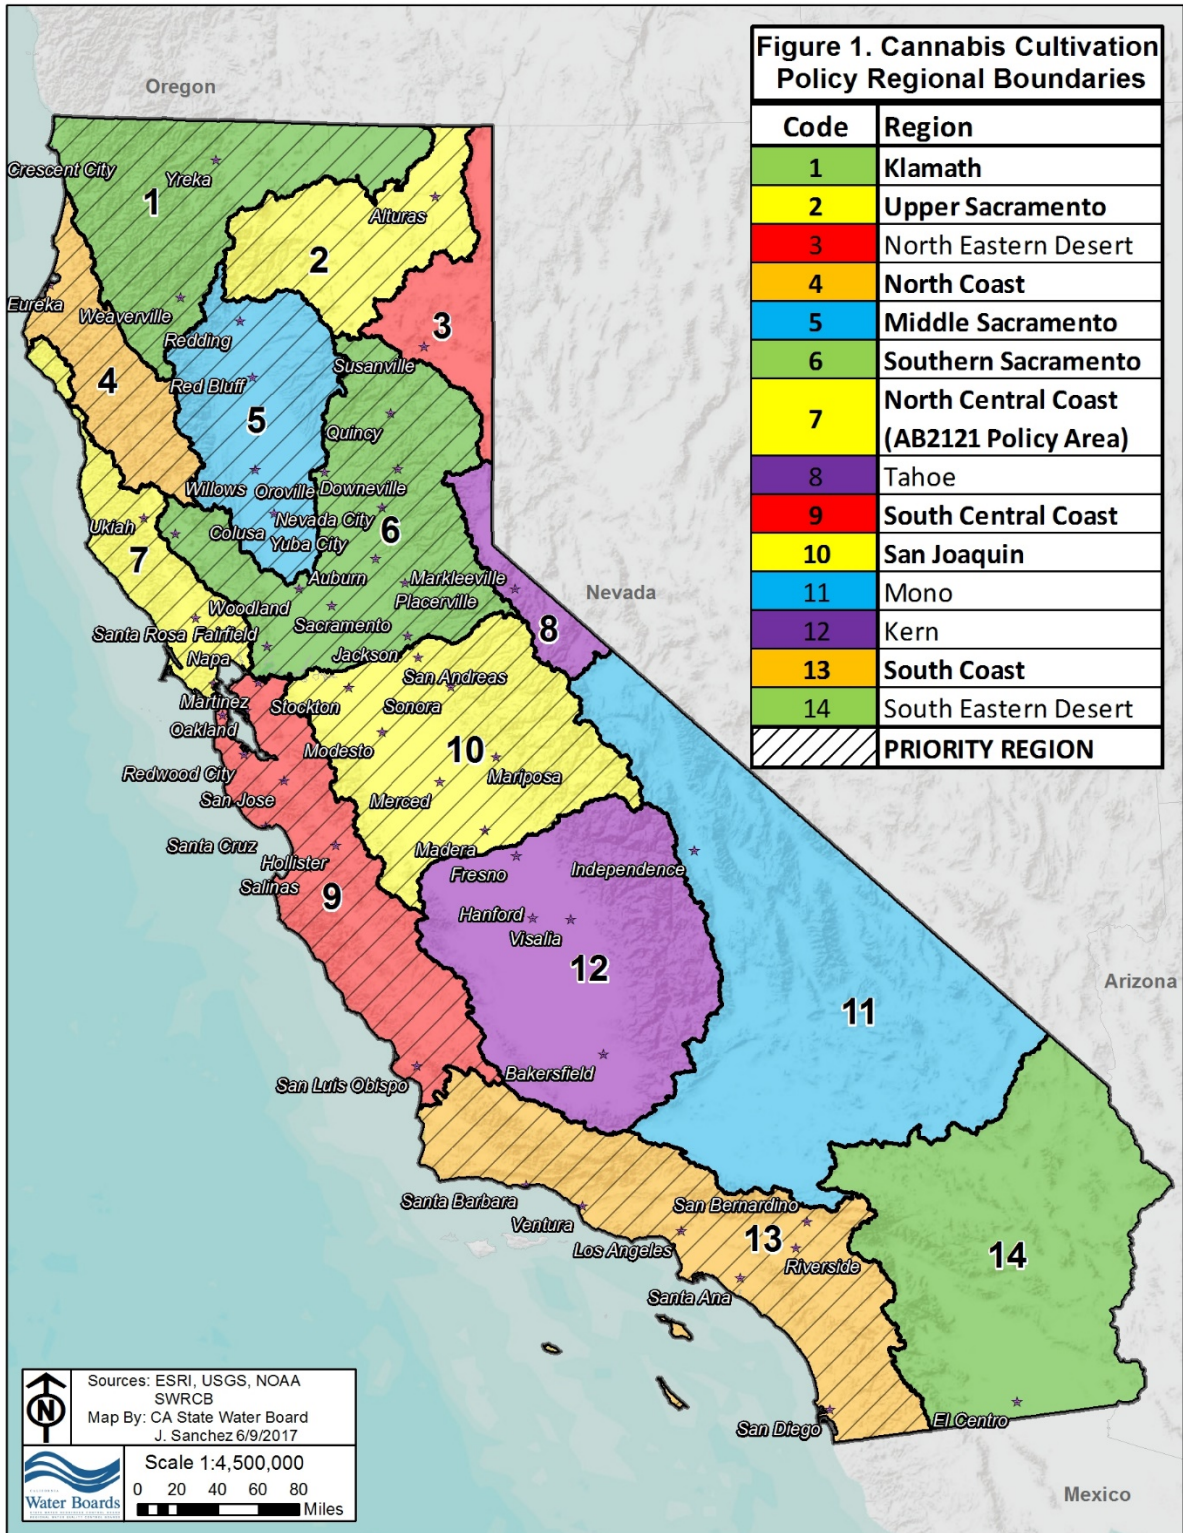 Figure 1. Cannabis Cultivation
Policy Regional Boundaries
Code Region
1 Klamath
2 Upper Sacramento
3 North Eastern Desert
4 North Coast
5 Middle Sacramento
6 Southern Sacramento
7 North Central Coast
(AB2121 Policy Area)
8 Tahoe
9 South Central Coast
10 San Joaquin
11 Mono
12 Kern
13 South Coast
14 South Eastern Desert
PRIORITY REGION
Oregon
Crescent City
Yreka
1
Alturas
2
Eureka
Weaverville
Redding
3
Susanville
4
Red Bluff
5
Quincy
Willows
Oroville
Downeville
Nevada City
Ukiah
Colusa
6
Yuba City
7
Auburn
Markleeville
Nevada
Placerville
Woodland
Sacramento
8
Santa Rosa
Fairfield
Jackson
Napa
San Andreas
Martinez
Stockton
Sonora
Oakland
Modesto
10
Redwood City
Mariposa
San Jose
Merced
Santa Cruz
Madera
Hollister
Fresno
Independence
Salinas
9
Hanford
Visalia
12
Arizona
11
San Luis Obispo
Bakersfield
Santa Barbara
San Bernardino
Ventura
Los Angeles
13
Riverside
14
Santa Ana
San Diego
El Centro
Mexico
N
Sources: ESRI, USGS, NOAA
SWRCB
Map By: CA State Water Board
J. Sanchez 6/9/2017
Scale 1:4,500,000
0 20 40 60 80
Miles
CALIFORNIA
Water Boards